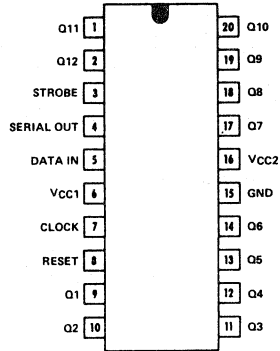 Q11 1 20 Q10
Q12 2 19 Q9
STROBE 3 18 Q8
SERIAL OUT 4 17 Q7
DATA IN 5 16 VCC2
VCC1 6 15 GND
CLOCK 7 14 Q6
RESET 8 13 Q5
Q1 9 12 Q4
Q2 10 11 Q3